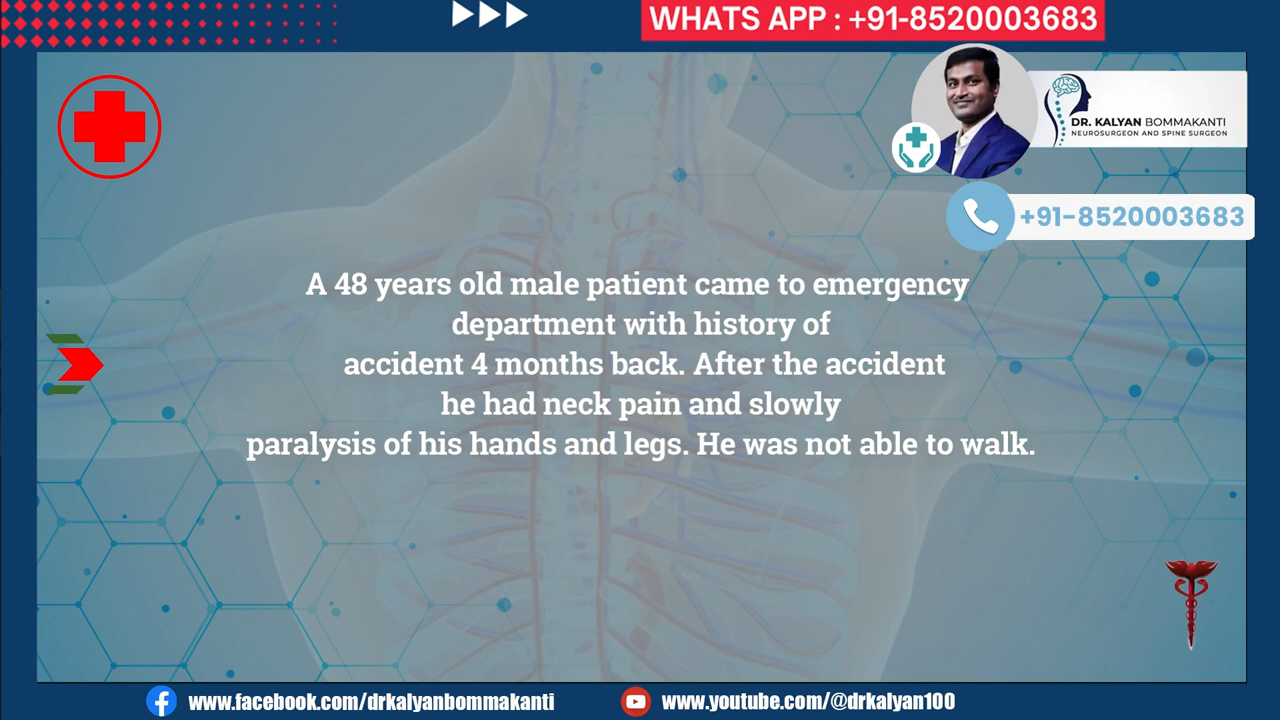 WHATS APP : +91-8520003683
DR. KALYAN BOMMAKANTI
NEUROSURGEON AND SPINE SURGEON
+91-8520003683
A 48 years old male patient came to emergency
department with history of
accident 4 months back. After the accident
he had neck pain and slowly
paralysis of his hands and legs. He was not able to walk.
www.facebook.com/drkalyanbommakanti
www.youtube.com/@drkalyan100